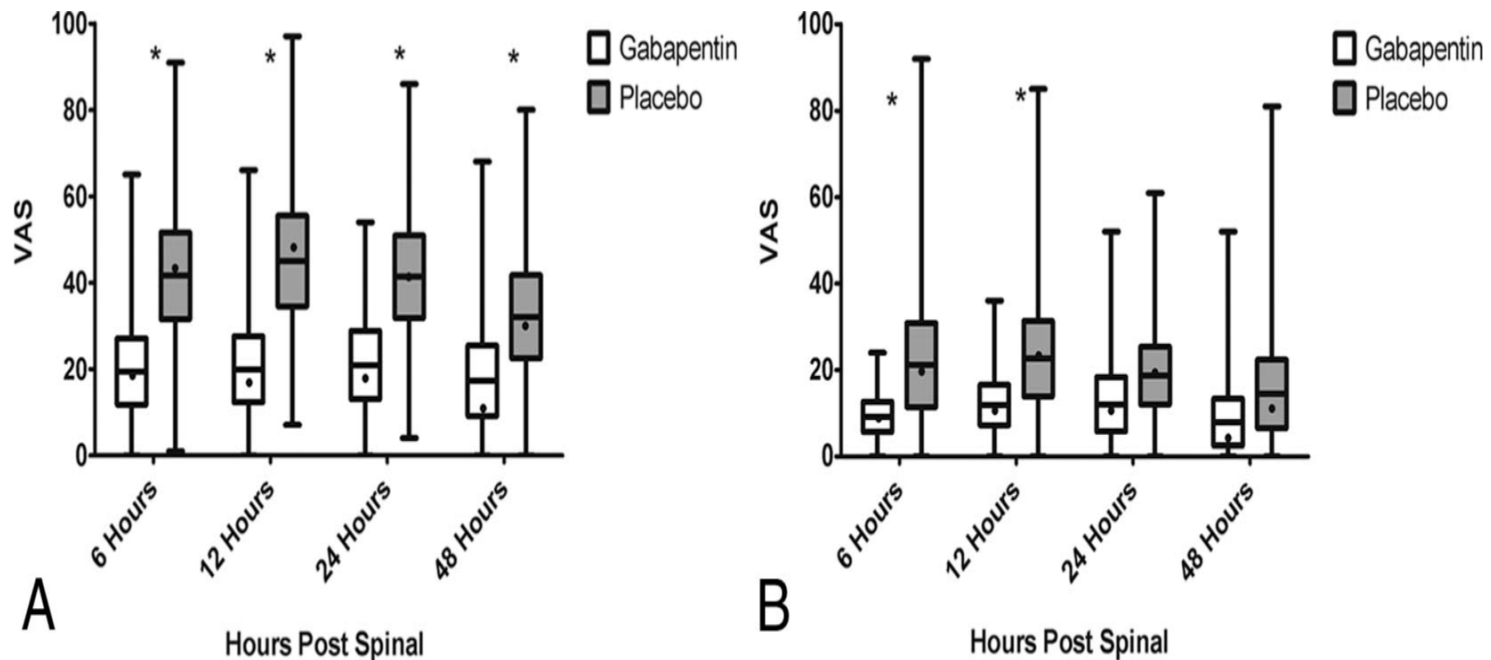 100
80
60
40
20
0
VAS
* * * *
Gabapentin
Placebo
6 Hours
12 Hours
24 Hours
48 Hours
Hours Post Spinal
A
100
80
60
40
20
0
VAS
* *
Gabapentin
Placebo
6 Hours
12 Hours
24 Hours
48 Hours
Hours Post Spinal
B